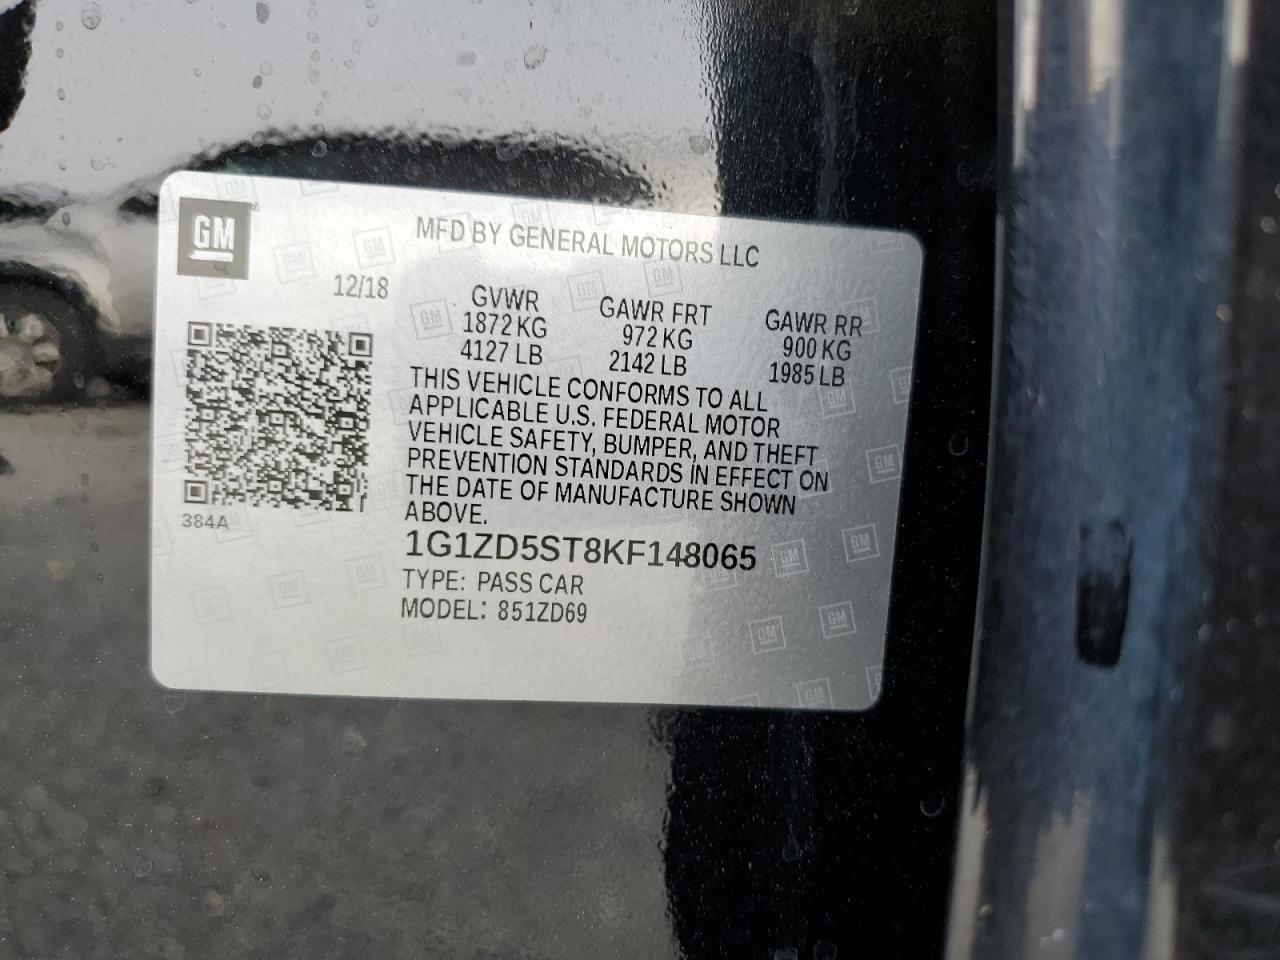 GM
MFD BY GENERAL MOTORS LLC
12/18
GVWR GAWR FRT GAWR RR
1872 KG 972 KG 900 KG
4127 LB 2142 LB 1985 LB
THIS VEHICLE CONFORMS TO ALL
APPLICABLE U.S. FEDERAL MOTOR
VEHICLE SAFETY, BUMPER, AND THEFT
PREVENTION STANDARDS IN EFFECT ON
THE DATE OF MANUFACTURE SHOWN
ABOVE.
384A
1G1ZD5ST8KF148065
TYPE: PASS CAR
MODEL: 851ZD69